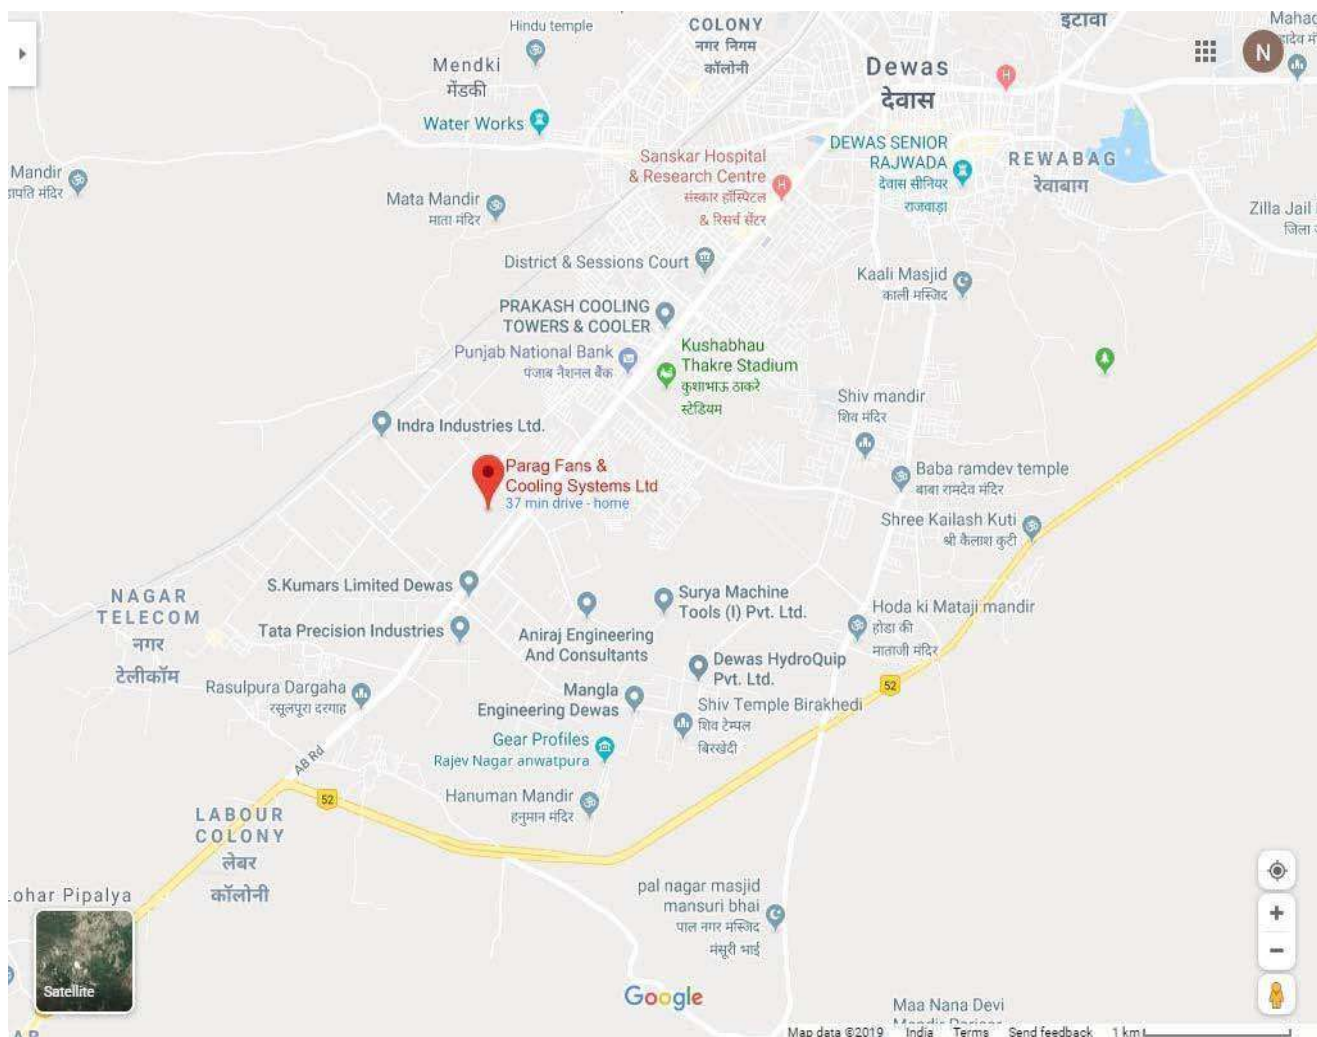 Hindu temple
COLONY
नगर निगम
कॉलोनी
इटावा
N
Mendki
मेंडकी
Dewas
देवास
H
Water Works
DEWAS SENIOR
RAJWADA
देवास सीनियर
राजवाड़ा
REWABAG
रेवाबाग
Sanskar Hospital
& Research Centre
संस्कार हॉस्पिटल
& रिसर्च सेंटर
H
Mandir
Mata Mandir
माता मंदिर
Zilla Jail
जिला
District & Sessions Court
Kaali Masjid
काली मस्जिद
PRAKASH COOLING
TOWERS & COOLER
Punjab National Bank
पंजाब नैशनल बैंक
Kushabhau
Thakre Stadium
कुशाभाऊ ठाकरे
स्टेडियम
Shiv mandir
शिव मंदिर
Indra Industries Ltd.
Parag Fans &
Cooling Systems Ltd
37 min drive - home
Baba ramdev temple
बाबा रामदेव मंदिर
Shree Kailash Kuti
श्री कैलाश कुटी
S.Kumars Limited Dewas
NAGAR
TELECOM
नगर
टेलीकॉम
Tata Precision Industries
Aniraj Engineering
And Consultants
Surya Machine
Tools (I) Pvt. Ltd.
Hoda ki Mataji mandir
होडा की
माताजी मंदिर
Dewas HydroQuip
Pvt. Ltd.
52
Rasulpura Dargaha
रसूलपूरा दरगाह
Mangla
Engineering Dewas
Shiv Temple Birakhedi
शिव टेम्पल
बिरखेदी
Gear Profiles
Rajev Nagar anwatpura
AB Rd
52
Hanuman Mandir
हनुमान मंदिर
LABOUR
COLONY
लेबर
कॉलोनी
Lohar Pipalya
pal nagar masjid
mansuri bhai
पाल नगर मस्जिद
मंसूरी भाई
Satellite
Google
Maa Nana Devi
Map data ©2019 India Terms Send feedback 1 km